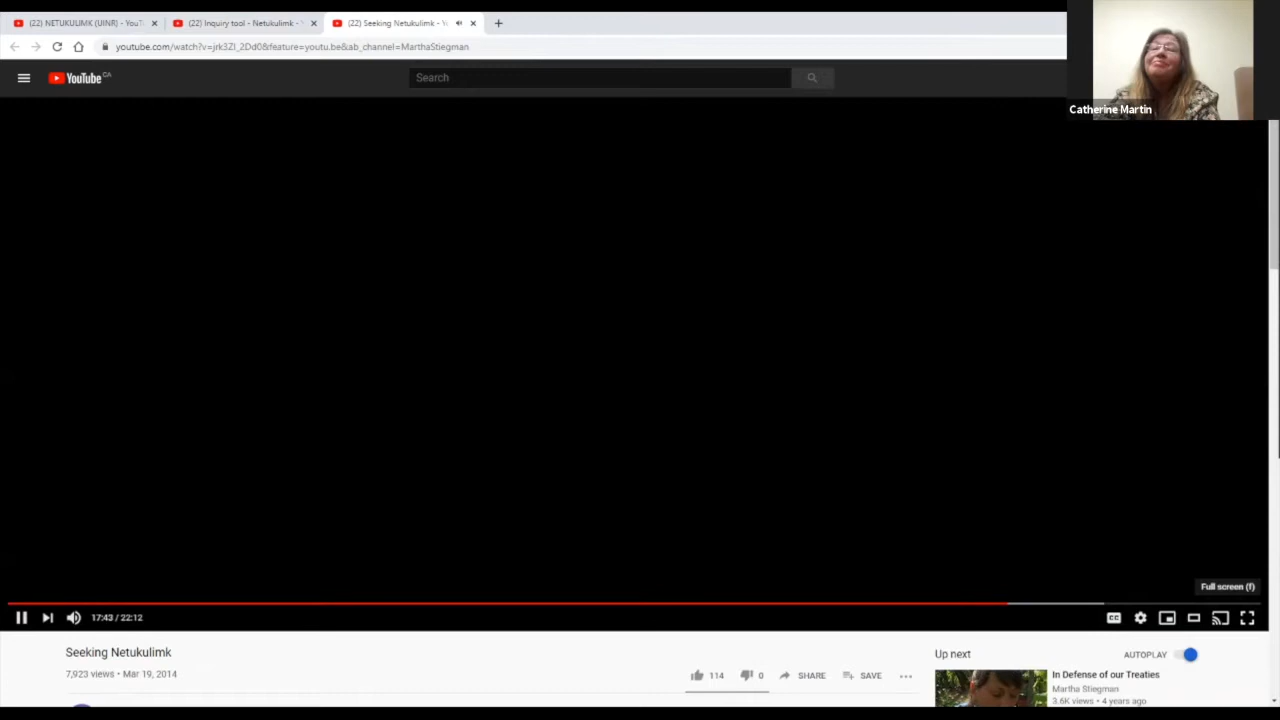 (22) NETUKULIMK (UINR) - YouT
(22) Inquiry tool - Netukulimk -
(22) Seeking Netukulimk - Y
youtube.com/watch?v=jrk3ZI_2Dd0&feature=youtu.be&ab_channel=MarthaStiegman
YouTube CA
Search
Catherine Martin
Full screen (f)
17:43 / 22:12
CC
Seeking Netukulimk
7,923 views • Mar 19, 2014
114 0 SHARE SAVE
Up next
AUTOPLAY
In Defense of our Treaties
Martha Stiegman
3.6K views • 4 years ago